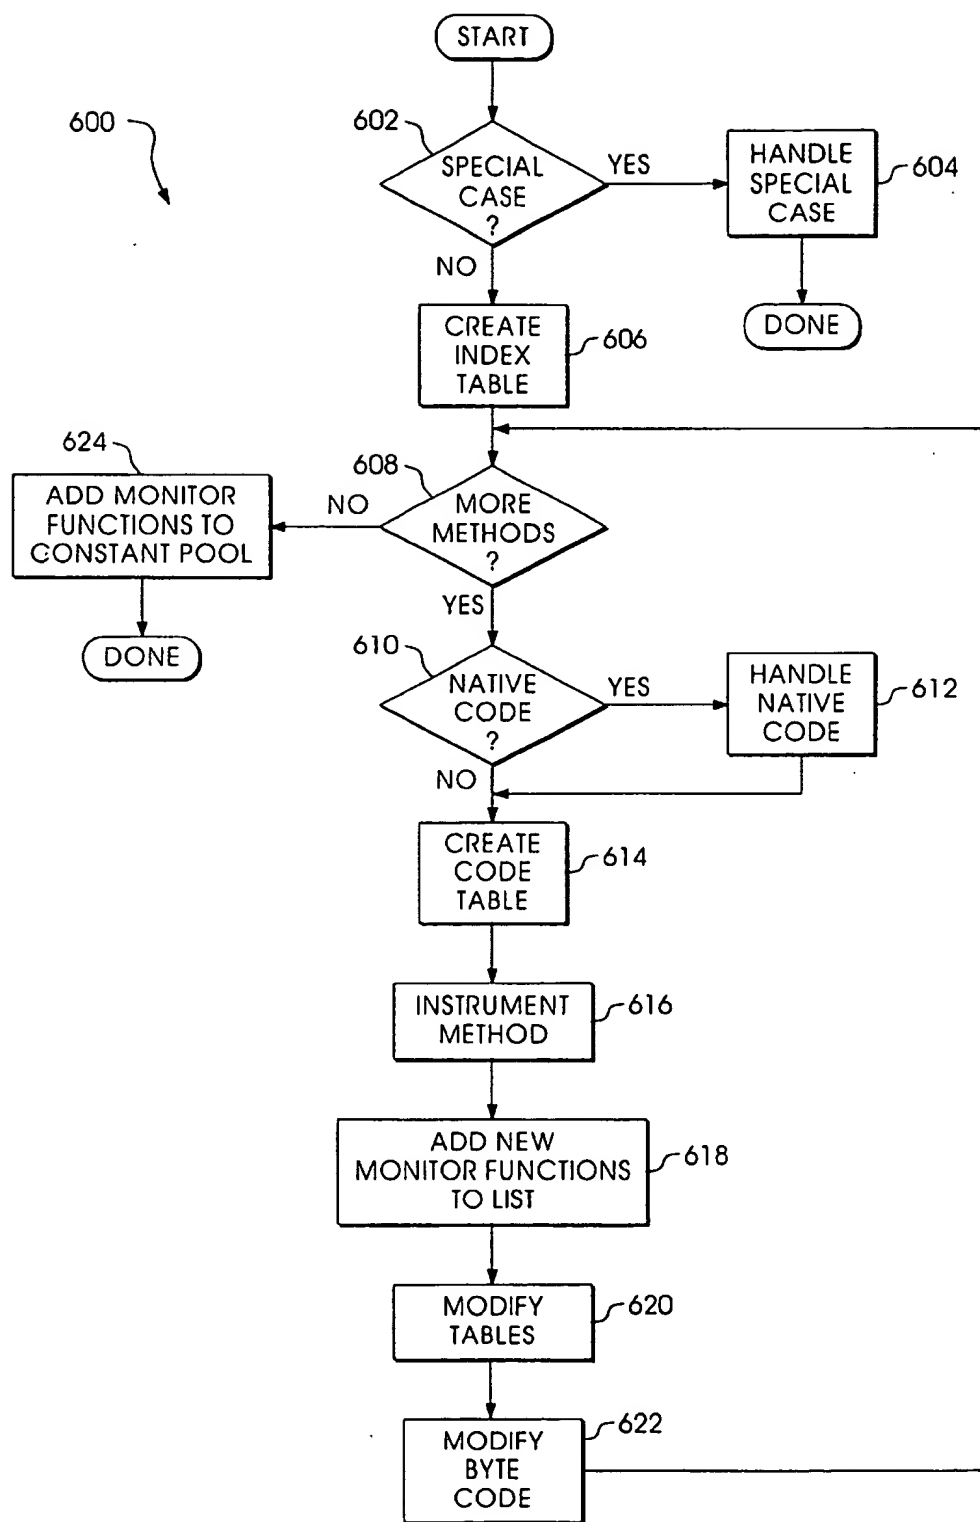 START
600
602
SPECIAL
CASE
?
YES
HANDLE
SPECIAL
CASE
604
NO
DONE
CREATE
INDEX
TABLE
606
624
ADD MONITOR
FUNCTIONS TO
CONSTANT POOL
NO
608
MORE
METHODS
?
YES
DONE
610
NATIVE
CODE
?
YES
HANDLE
NATIVE
CODE
612
NO
CREATE
CODE
TABLE
614
INSTRUMENT
METHOD
616
ADD NEW
MONITOR FUNCTIONS
TO LIST
618
MODIFY
TABLES
620
MODIFY
BYTE
CODE
622